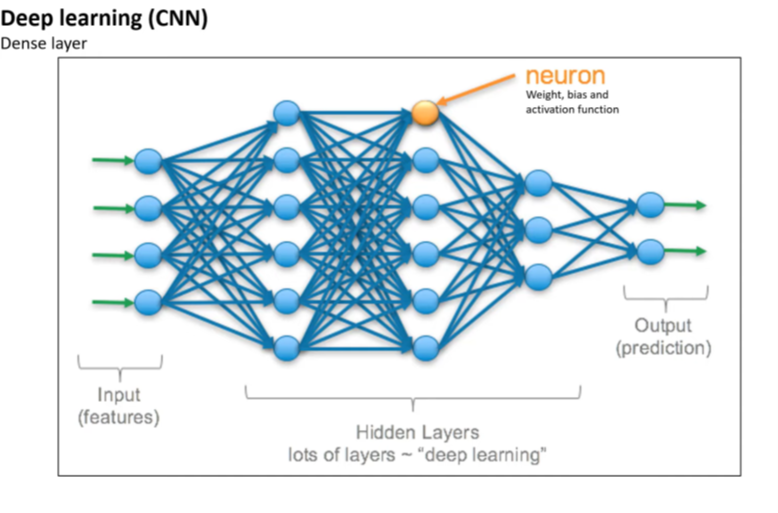 Deep learning (CNN)
Dense layer
neuron
Weight, bias and
activation function
Input
(features)
Hidden Layers
lots of layers ~ “deep learning”
Output
(prediction)